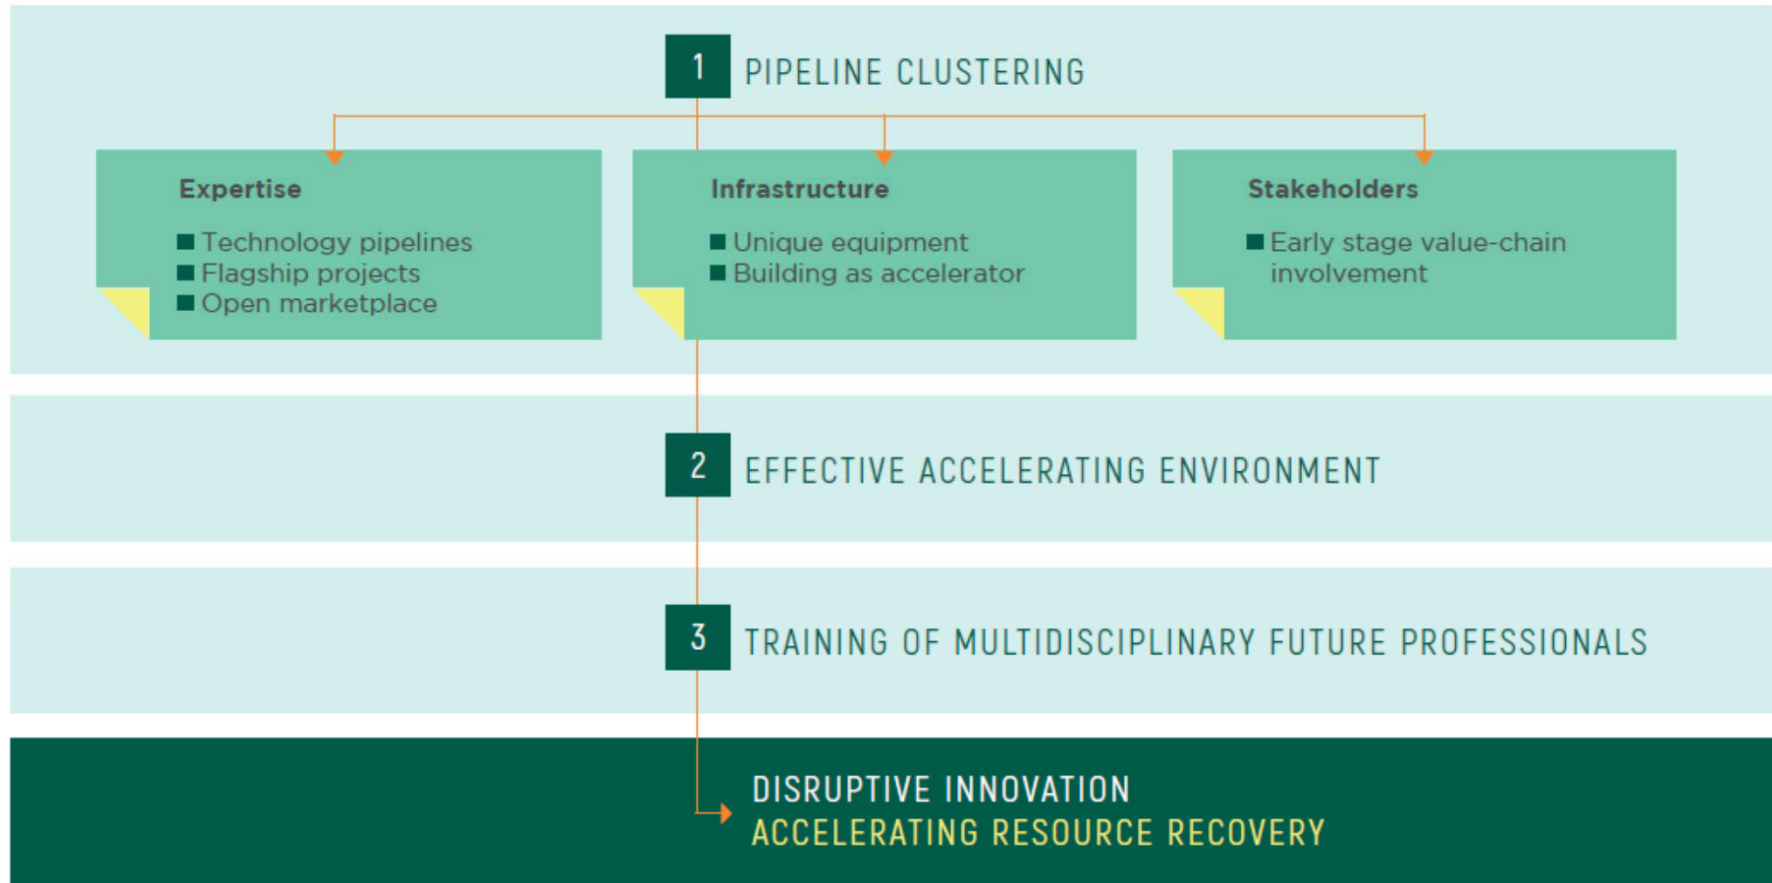 1 PIPELINE CLUSTERING
Expertise
Technology pipelines
Flagship projects
Open marketplace
Infrastructure
Unique equipment
Building as accelerator
Stakeholders
Early stage value-chain
involvement
2 EFFECTIVE ACCELERATING ENVIRONMENT
3 TRAINING OF MULTIDISCIPLINARY FUTURE PROFESSIONALS
DISRUPTIVE INNOVATION
ACCELERATING RESOURCE RECOVERY